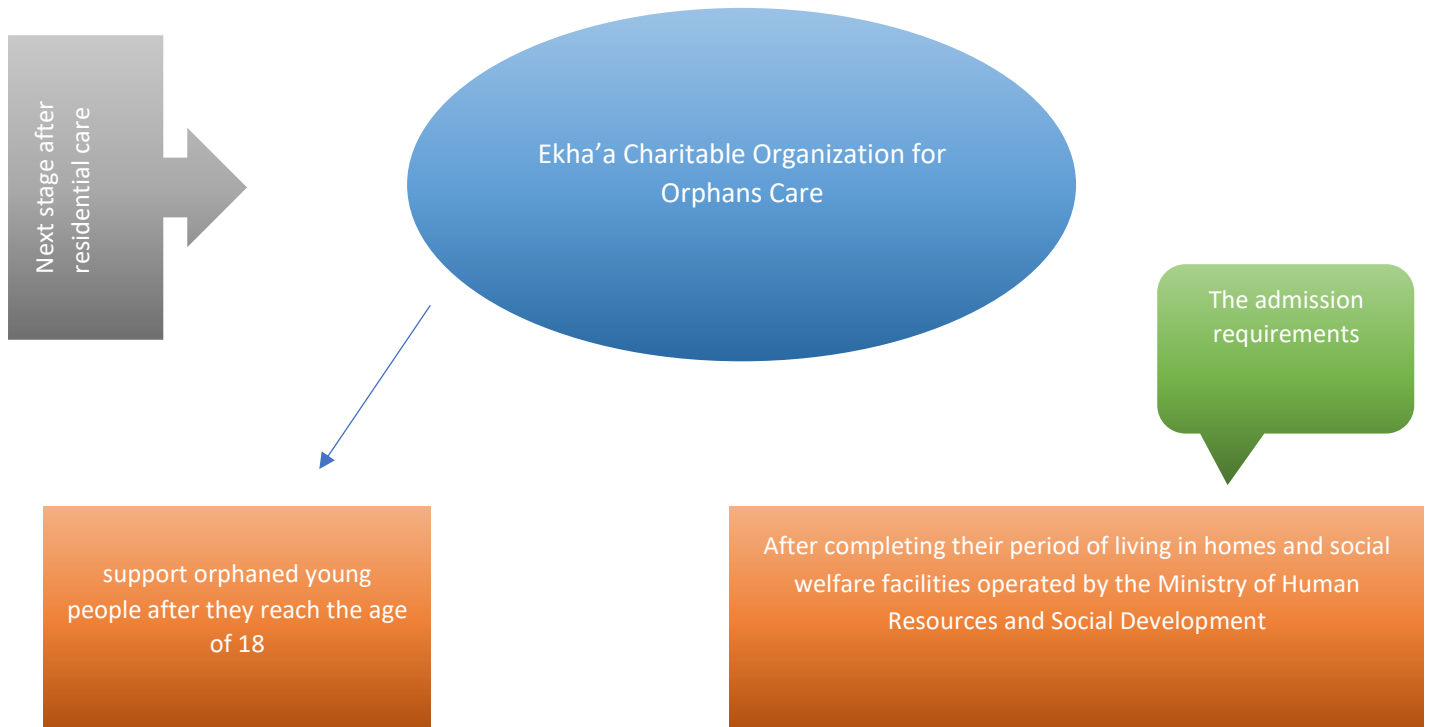 Next stage after
residential care
Ekha’a Charitable Organization for
Orphans Care
The admission
requirements
support orphaned young
people after they reach the age
of 18
After completing their period of living in homes and social
welfare facilities operated by the Ministry of Human
Resources and Social Development